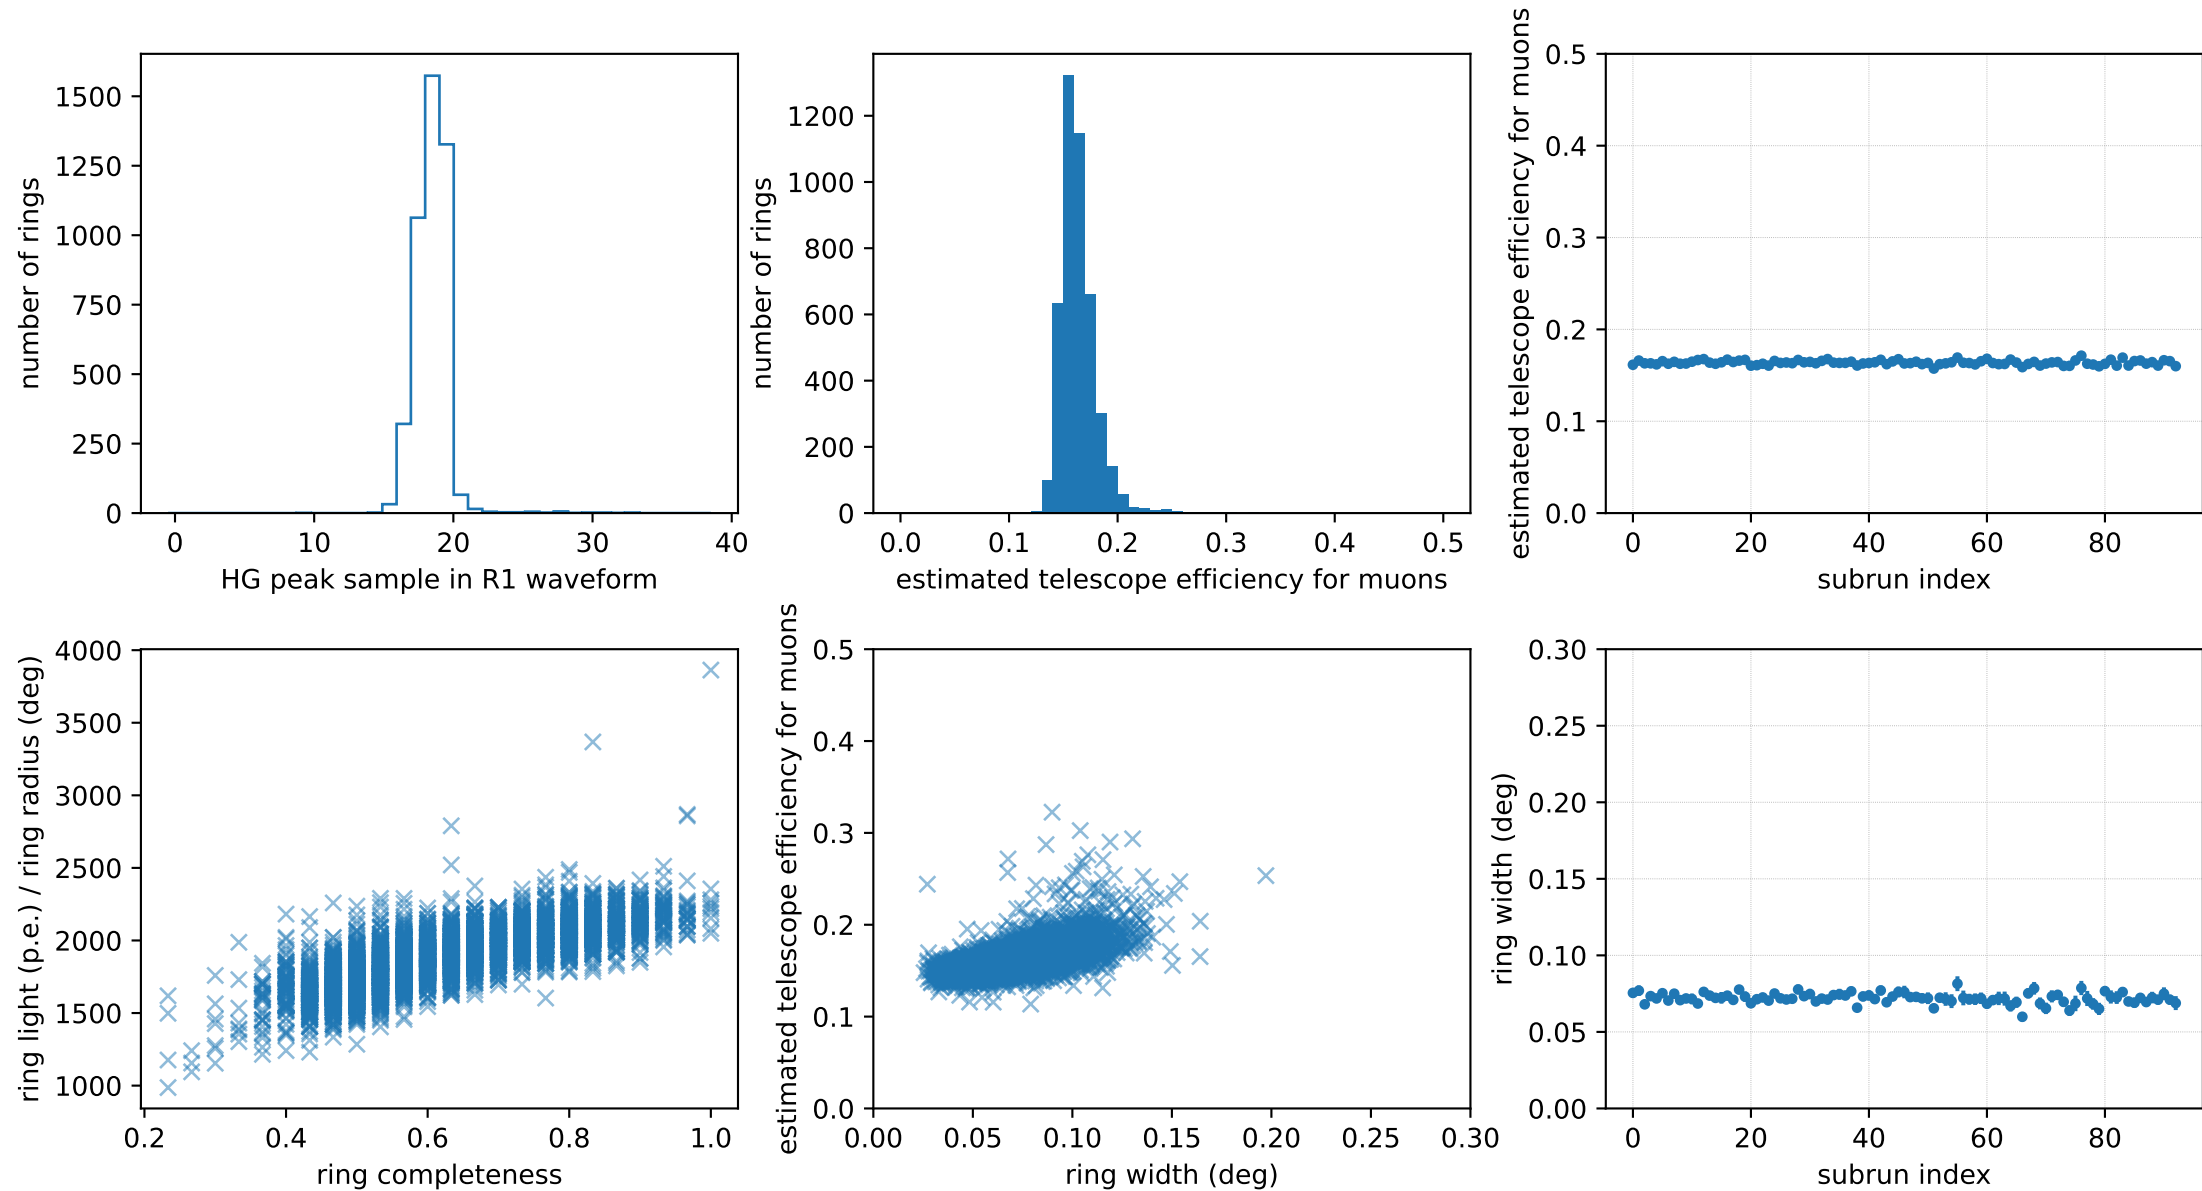 number of rings
1500
1250
1000
750
500
250
0
0 10 20 30 40
HG peak sample in R1 waveform
number of rings
1200
1000
800
600
400
200
0
0.0 0.1 0.2 0.3 0.4 0.5
estimated telescope efficiency for muons
estimated telescope efficiency for muons
0.5
0.4
0.3
0.2
0.1
0.0
0 20 40 60 80
subrun index
ring light (p.e.) / ring radius (deg)
4000
3500
3000
2500
2000
1500
1000
0.2 0.4 0.6 0.8 1.0
ring completeness
estimated telescope efficiency for muons
0.5
0.4
0.3
0.2
0.1
0.0
0.00 0.05 0.10 0.15 0.20 0.25 0.30
ring width (deg)
ring width (deg)
0.30
0.25
0.20
0.15
0.10
0.05
0.00
0 20 40 60 80
subrun index